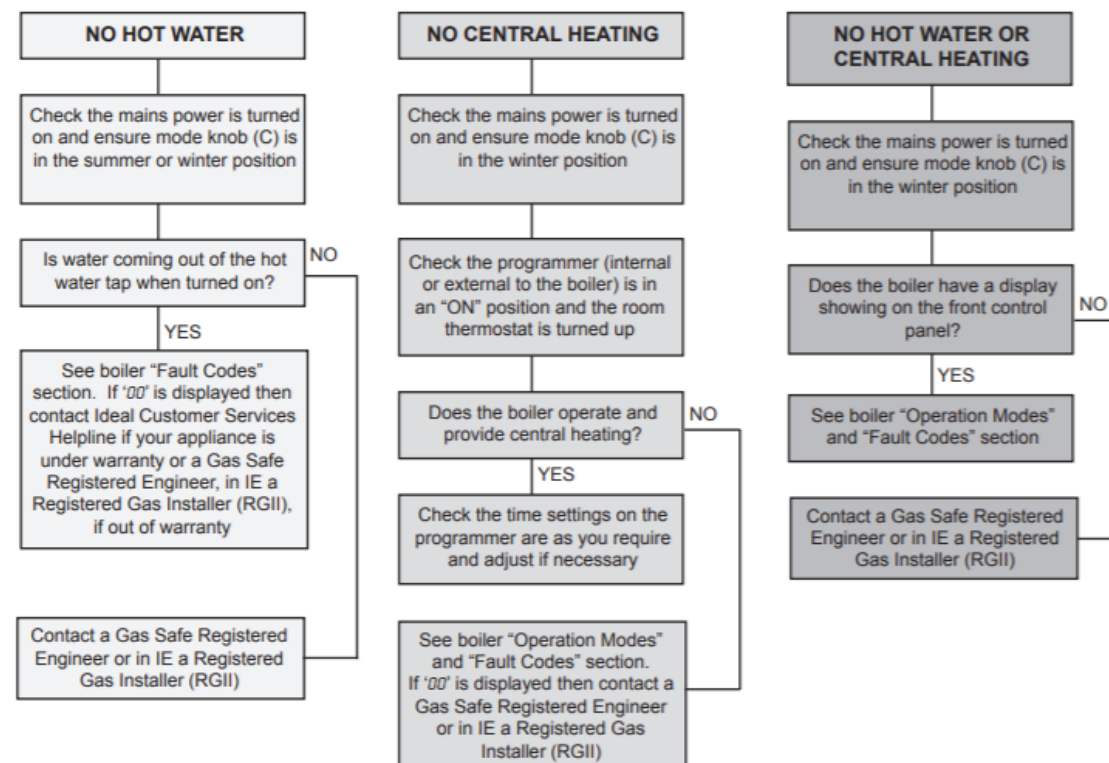 NO HOT WATER
Check the mains power is turned
on and ensure mode knob (C) is
in the summer or winter position
Is water coming out of the hot
water tap when turned on?
NO
YES
See boiler “Fault Codes”
section. If ‘00’ is displayed then
contact Ideal Customer Services
Helpline if your appliance is
under warranty or a Gas Safe
Registered Engineer, in IE a
Registered Gas Installer (RGII),
if out of warranty
Contact a Gas Safe Registered
Engineer or in IE a Registered
Gas Installer (RGII)
NO CENTRAL HEATING
Check the mains power is turned
on and ensure mode knob (C) is
in the winter position
Check the programmer (internal
or external to the boiler) is in
an “ON” position and the room
thermostat is turned up
Does the boiler operate and
provide central heating?
NO
YES
Check the time settings on the
programmer are as you require
and adjust if necessary
See boiler “Operation Modes”
and “Fault Codes” section.
If ‘00’ is displayed then contact a
Gas Safe Registered Engineer
or in IE a Registered Gas
Installer (RGII)
NO HOT WATER OR
CENTRAL HEATING
Check the mains power is turned
on and ensure mode knob (C) is
in the winter position
Does the boiler have a display
showing on the front control
panel?
NO
YES
See boiler “Operation Modes”
and “Fault Codes” section
Contact a Gas Safe Registered
Engineer or in IE a Registered
Gas Installer (RGII)